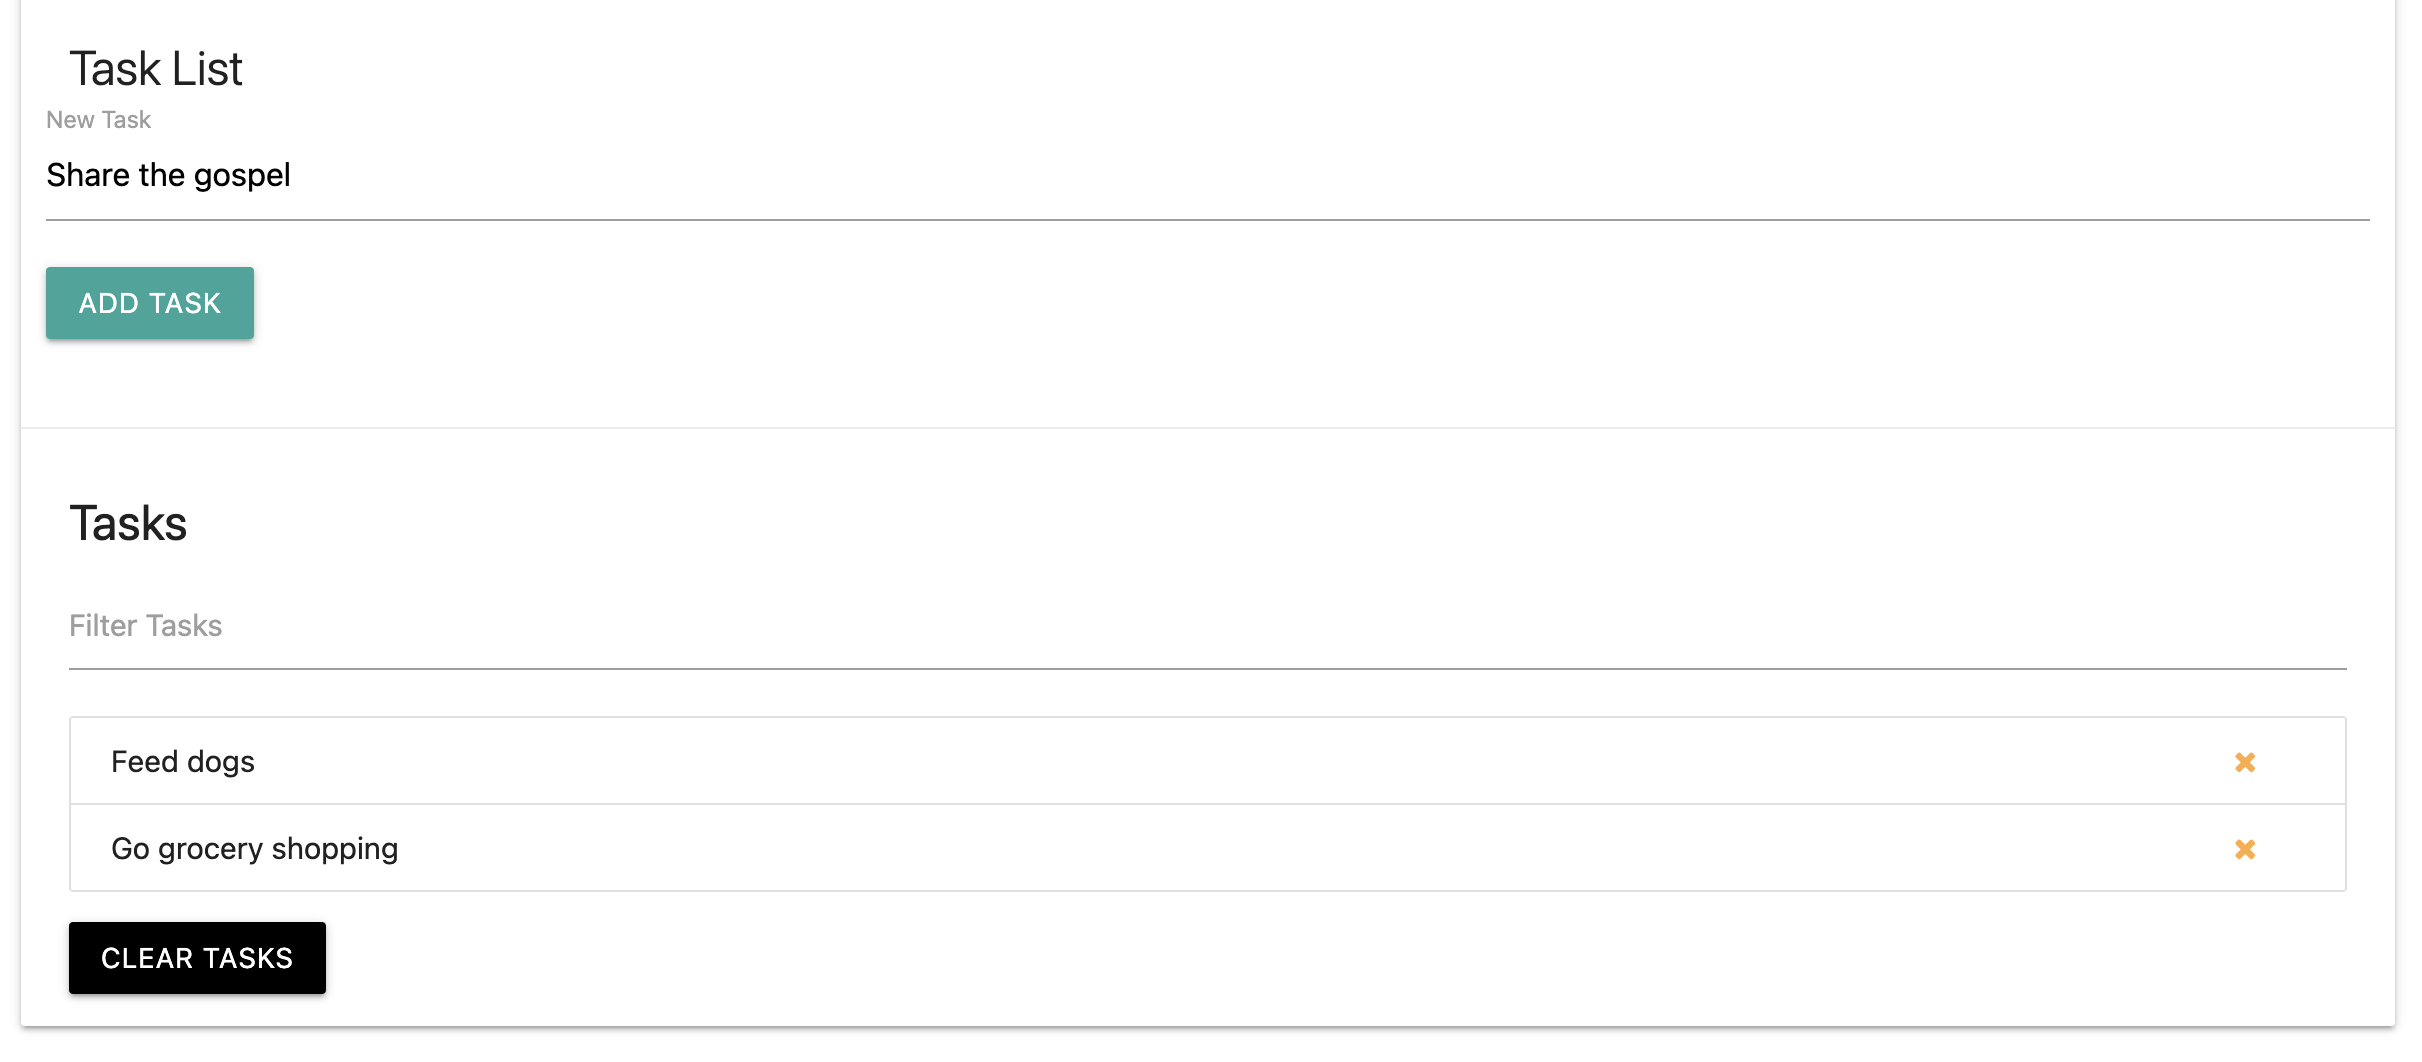 Task List
New Task
Share the gospel
ADD TASK
Tasks
Filter Tasks
Feed dogs
Go grocery shopping
CLEAR TASKS